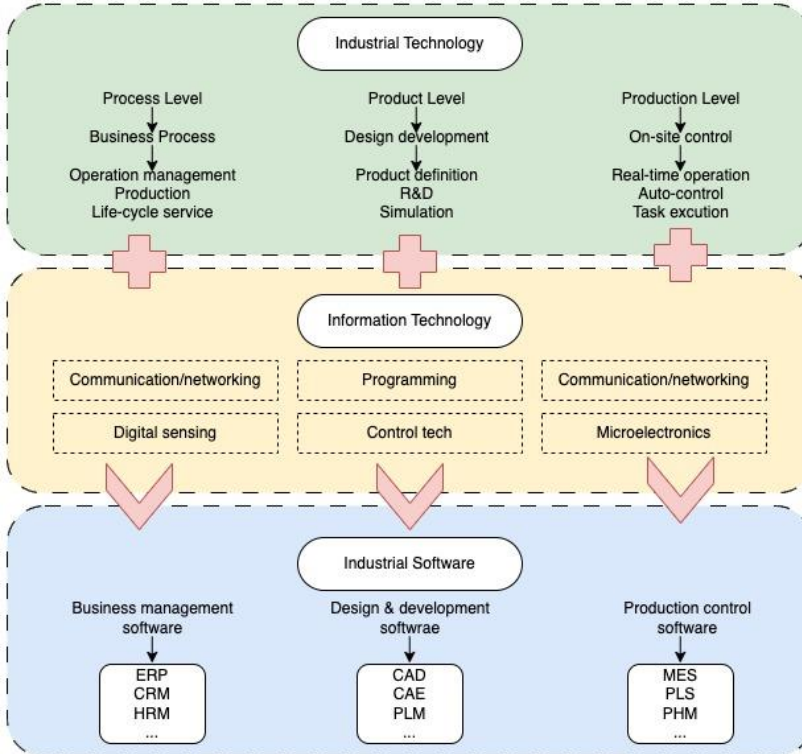 Industrial Technology
Process Level
Product Level
Production Level
Business Process
Design development
On-site control
Operation management
Production
Life-cycle service
Product definition
R&D
Simulation
Real-time operation
Auto-control
Task excution
Information Technology
Communication/networking
Programming
Communication/networking
Digital sensing
Control tech
Microelectronics
Industrial Software
Business management
software
Design & development
softwrae
Production control
software
ERP
CRM
HRM
...
CAD
CAE
PLM
...
MES
PLS
PHM
...